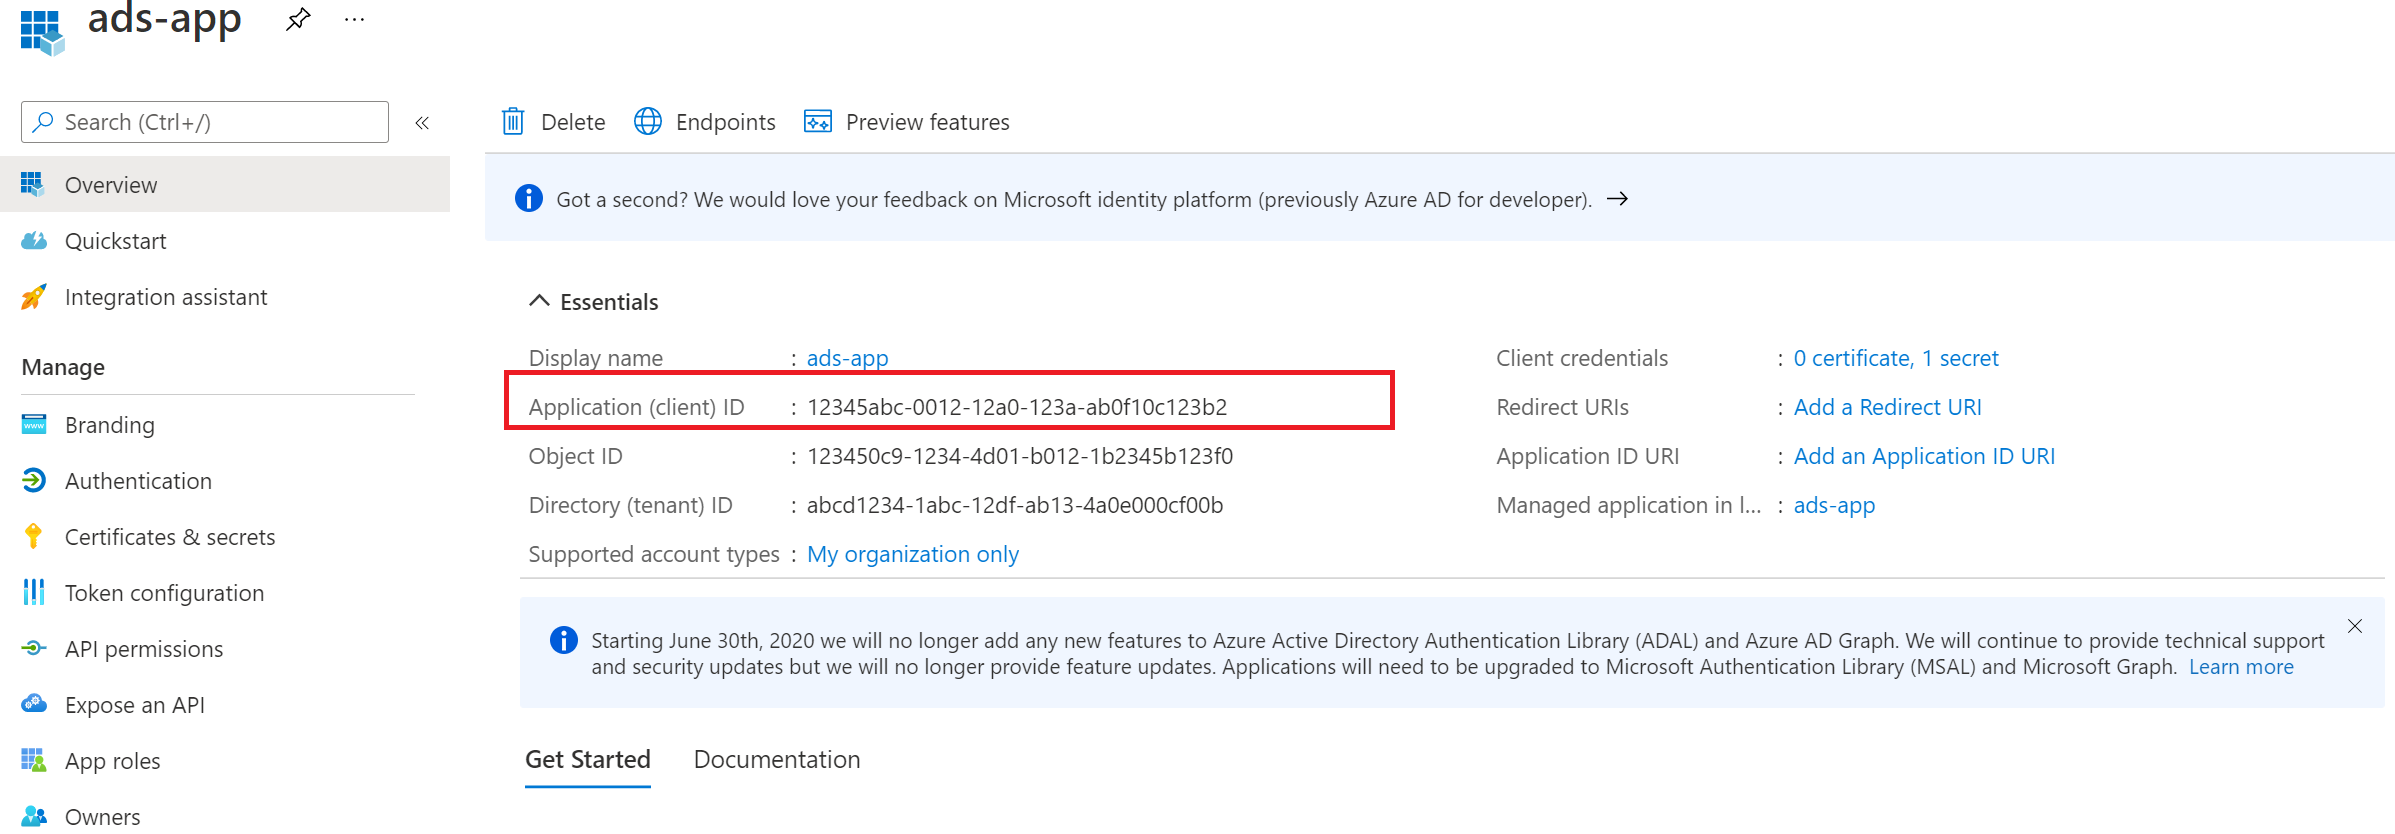 ads-app
Search (Ctrl+/)
Overview
Quickstart
Integration assistant
Manage
Branding
Authentication
Certificates & secrets
Token configuration
API permissions
Expose an API
App roles
Owners
Delete
Endpoints
Preview features
Got a second? We would love your feedback on Microsoft identity platform (previously Azure AD for developer). →
Essentials
Display name : ads-app
Application (client) ID : 12345abc-0012-12a0-123a-ab0f10c123b2
Object ID : 123450c9-1234-4d01-b012-1b2345b123f0
Directory (tenant) ID : abcd1234-1abc-12df-ab13-4a0e000cf00b
Supported account types : My organization only
Client credentials : 0 certificate, 1 secret
Redirect URIs : Add a Redirect URI
Application ID URI : Add an Application ID URI
Managed application in l... : ads-app
Starting June 30th, 2020 we will no longer add any new features to Azure Active Directory Authentication Library (ADAL) and Azure AD Graph. We will continue to provide technical support
and security updates but we will no longer provide feature updates. Applications will need to be upgraded to Microsoft Authentication Library (MSAL) and Microsoft Graph. Learn more
Get Started
Documentation